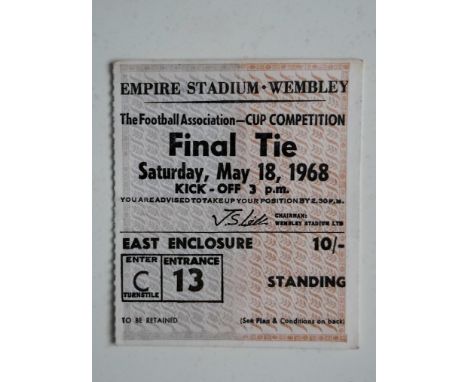 EMPIRE STADIUM • WEMBLEY
The Football Association—CUP COMPETITION
Final Tie
Saturday, May 18, 1968
KICK - OFF 3 p.m.
YOU ARE ADVISED TO TAKE UP YOUR POSITION BY 2.30 P.M.
CHAIRMAN:
WEMBLEY STADIUM LTD
EAST ENCLOSURE 10/-
ENTER
C
TURNSTILE
ENTRANCE
13
STANDING
TO BE RETAINED
(See Plan & Conditions on back)